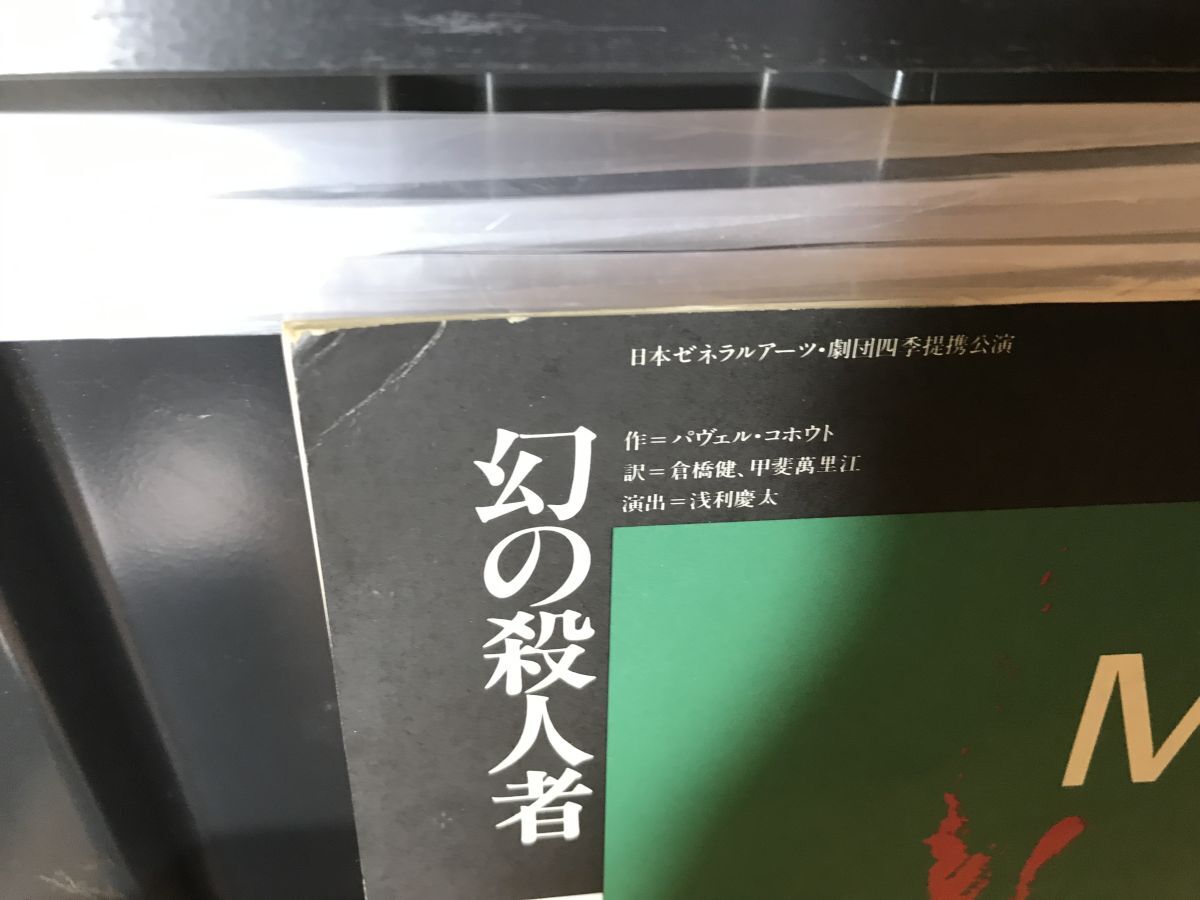 日本ゼネラルアーツ・劇団四季提携公演
作＝パヴェル・コホウト
訳＝倉橋健、甲斐萬里江
演出＝浅利慶太
幻の殺人者
M